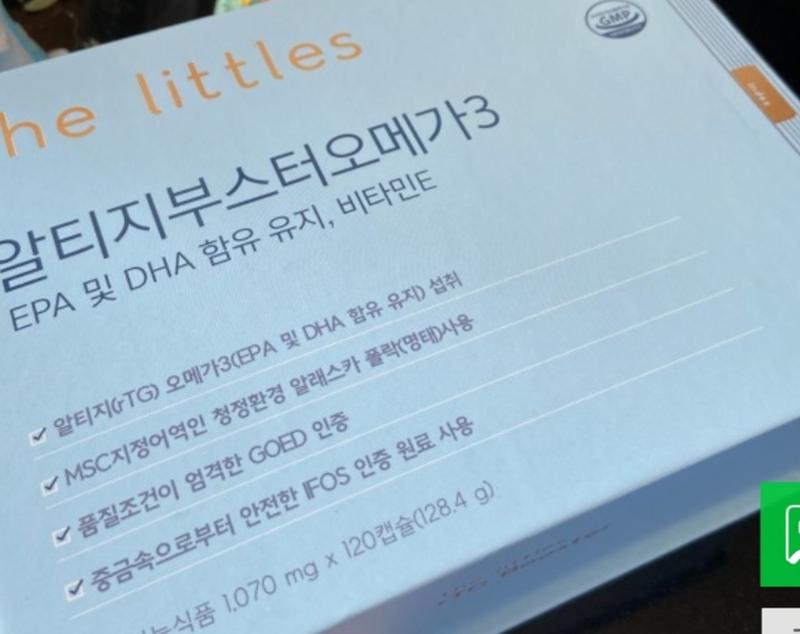 GMP
he littles
알티지부스터오메가3
EPA 및 DHA 함유 유지, 비타민E
알티지(rTG) 오메가3(EPA 및 DHA 함유 유지) 섭취
MSC지정어역인 청정환경 알래스카 폴락(명태)사용
품질조건이 엄격한 GOED 인증
중금속으로부터 안전한 IFOS 인증 원료 사용
능식품 1,070 mg x 120캡슐(128.4 g)
rTG Booster